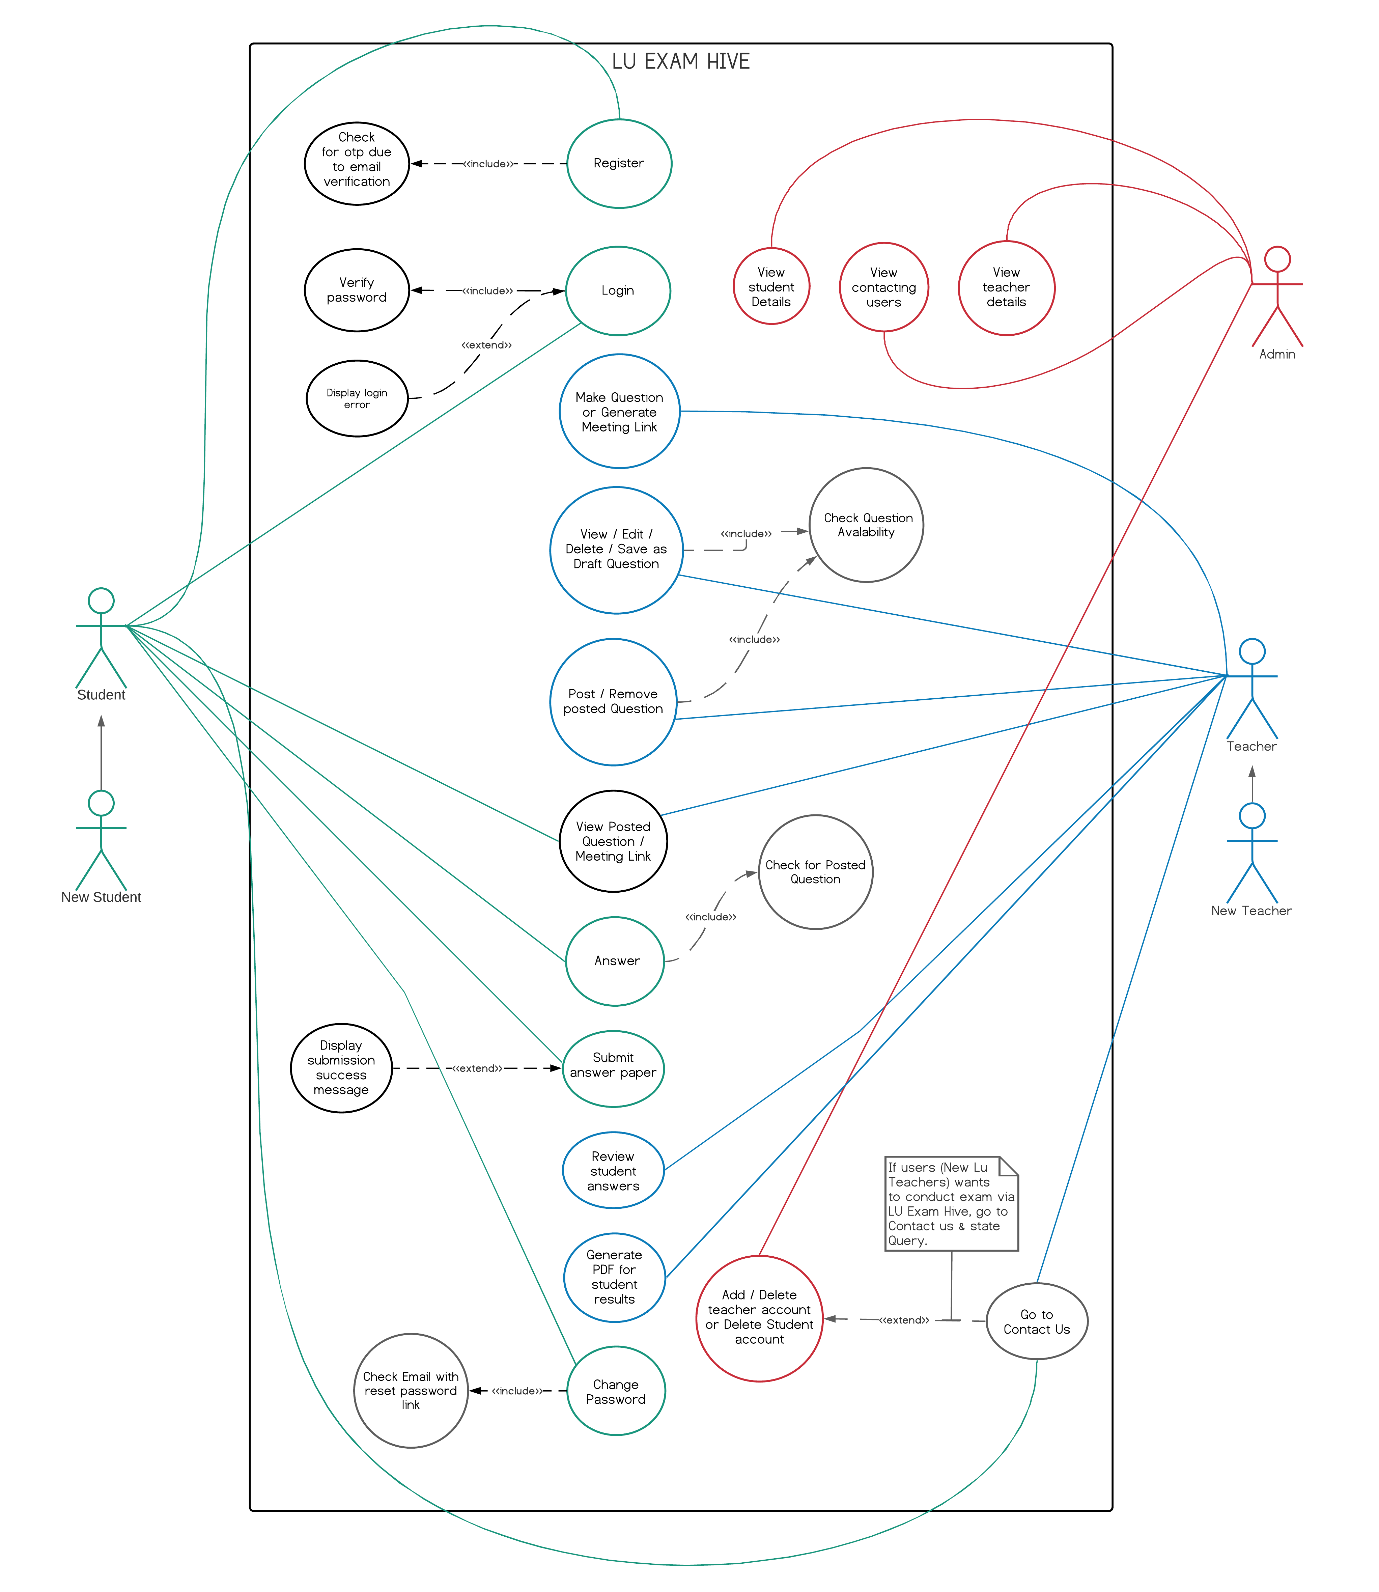 LU EXAM HIVE
Check
for otp due
to email
verification
<<include>>
Register
Verify
password
<<include>>
Login
<<extend>>
Display login
error
View
student
Details
View
contacting
users
View
teacher
details
Admin
Make Question
or Generate
Meeting Link
View / Edit /
Delete / Save as
Draft Question
<<include>>
Check Question
Avalability
<<include>>
Post / Remove
posted Question
Student
Teacher
View Posted
Question /
Meeting Link
Check for Posted
Question
New Student
New Teacher
<<include>>
Answer
Display
submission
success
message
<<extend>>
Submit
answer paper
Review
student
answers
If users (New Lu
Teachers) wants
to conduct exam via
LU Exam Hive, go to
Contact us & state
Query.
Generate
PDF for
student
results
Add / Delete
teacher account
or Delete Student
account
<<extend>>
Go to
Contact Us
Check Email with
reset password
link
<<include>>
Change
Password